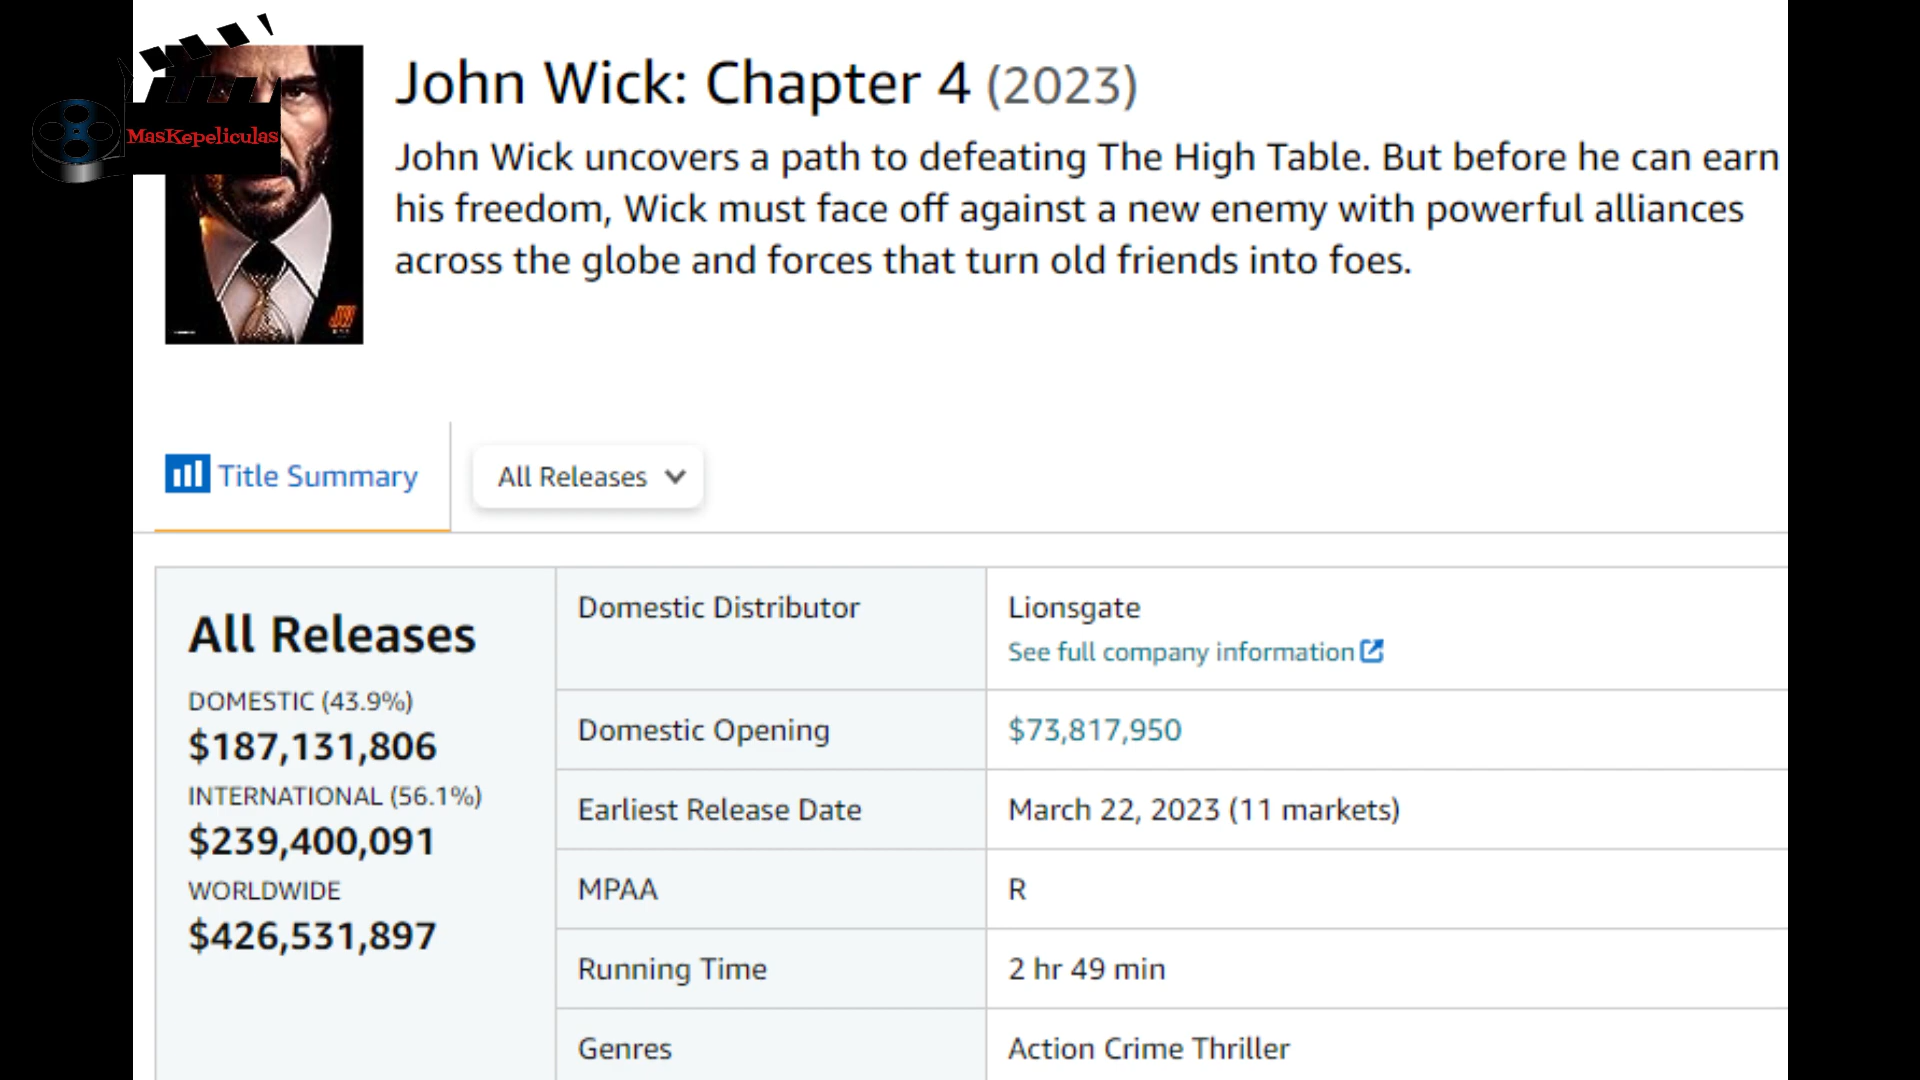 MasKepeliculas
John Wick: Chapter 4 (2023)
John Wick uncovers a path to defeating The High Table. But before he can earn
his freedom, Wick must face off against a new enemy with powerful alliances
across the globe and forces that turn old friends into foes.
Title Summary
All Releases
All Releases
DOMESTIC (43.9%)
$187,131,806
INTERNATIONAL (56.1%)
$239,400,091
WORLDWIDE
$426,531,897
Domestic Distributor
Lionsgate
See full company information
Domestic Opening
$73,817,950
Earliest Release Date
March 22, 2023 (11 markets)
MPAA
R
Running Time
2 hr 49 min
Genres
Action Crime Thriller